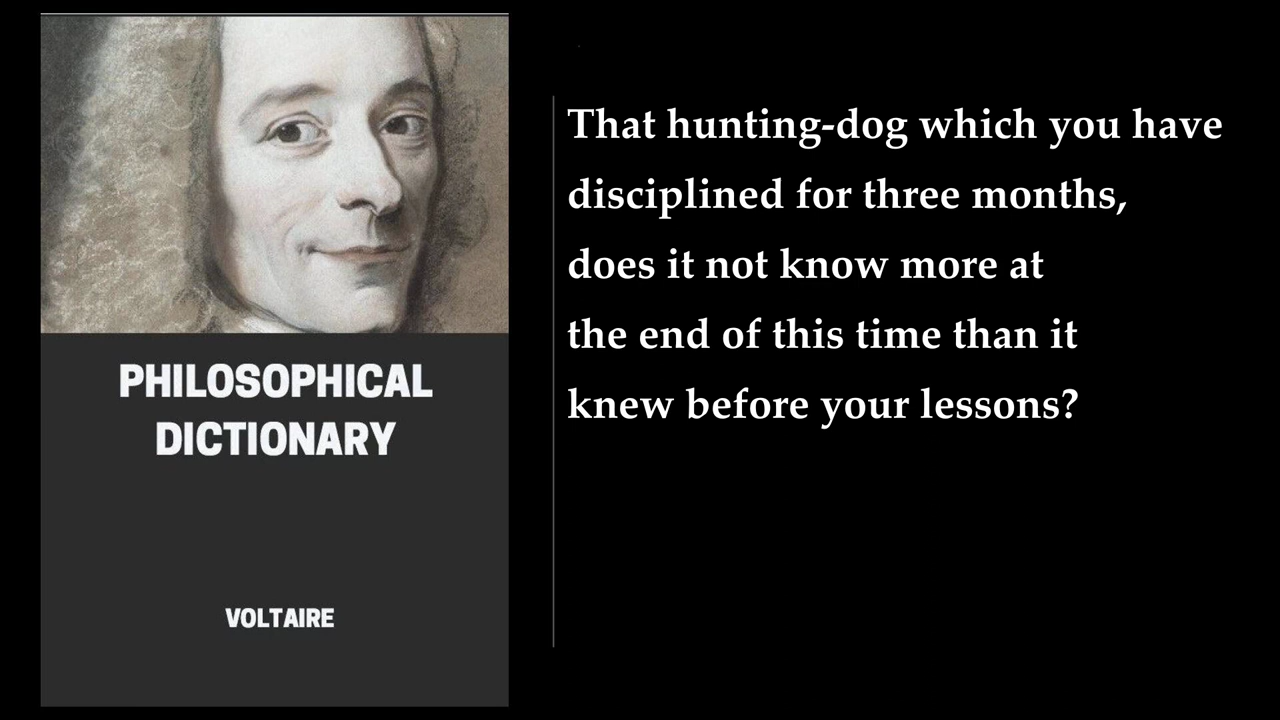 PHILOSOPHICAL
DICTIONARY
VOLTAIRE
That hunting-dog which you have
disciplined for three months,
does it not know more at
the end of this time than it
knew before your lessons?